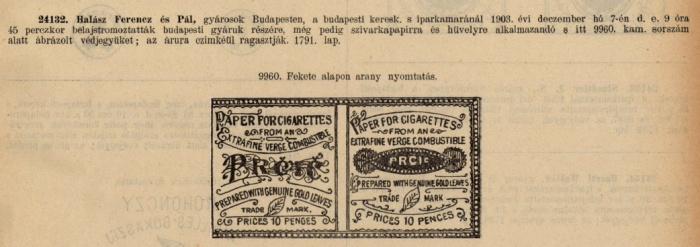 24132. Halász Ferencz és Pál, gyárosok Budapesten, a budapesti keresk. s iparkamaránál 1903. évi deczember hó 7-én d. e. 9 óra
45 perczkor belajstromoztatták budapesti gyáruk részére, még pedig szivarkapapirra és hüvelyre alkalmazandó s itt 9960. kam. sorszám
alatt ábrázolt védjegyüket; az árura czimkéül ragasztják. 1791. lap.
9960. Fekete alapon arany nyomtatás.
PAPER FOR CIGARETTES
FROM AN
EXTRAFINE VERGE COMBUSTIBLE
PRČIĆ
PREPARED WITH GENUINE GOLD LEAVES
TRADE MARK.
PRICES 10 PENGES
PAPER FOR CIGARETTES
FROM AN
EXTRAFINE VERGE COMBUSTIBLE
PRCIC
PREPARED WITH GENUINE GOLD LEAVES
TRADE MARK
PRICES 10 PENCES